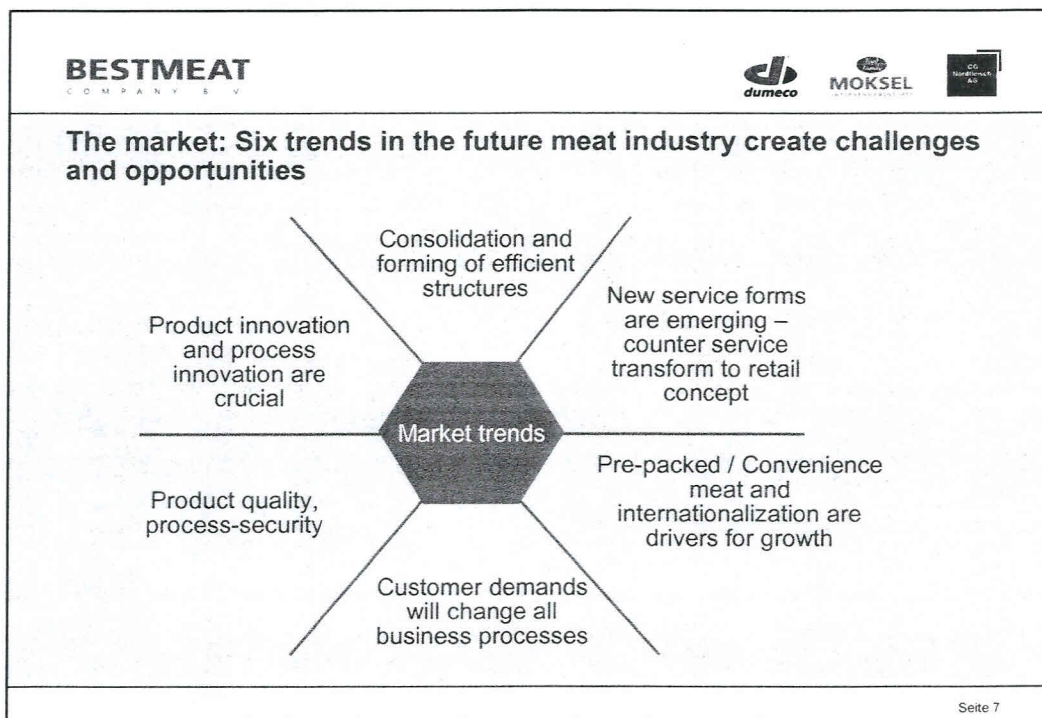 BESTMEAT
COMPANY B V
dumeco
MOKSEL
CG
Nordfleisch
AG
The market: Six trends in the future meat industry create challenges
and opportunities
Consolidation and
forming of efficient
structures
New service forms
are emerging –
counter service
transform to retail
concept
Product innovation
and process
innovation are
crucial
Market trends
Pre-packed / Convenience
meat and
internationalization are
drivers for growth
Product quality,
process-security
Customer demands
will change all
business processes
Seite 7